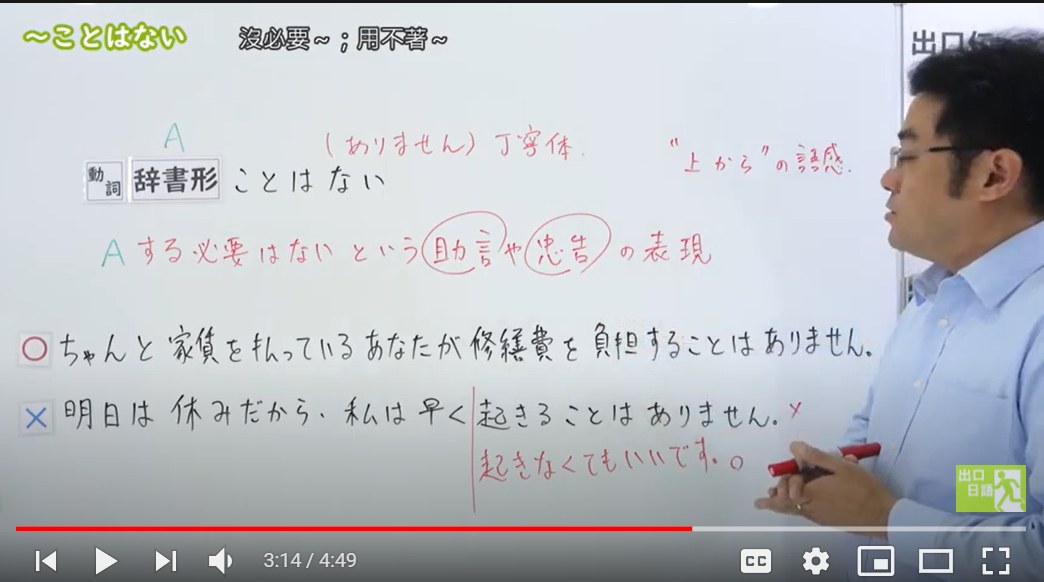 ～ことはない 沒必要～；用不著～
出口
A (ありません) 丁寧体. "上から"の語感.
動詞 辞書形 ことはない
A する必要はないという助言や忠告の表現
○ ちゃんと家賃を払っているあなたが修繕費を負担することはありません。
× 明日は休みだから、私は早く起きることはありません。×
起きなくてもいいです。○
出口日語
3:14 / 4:49
CC